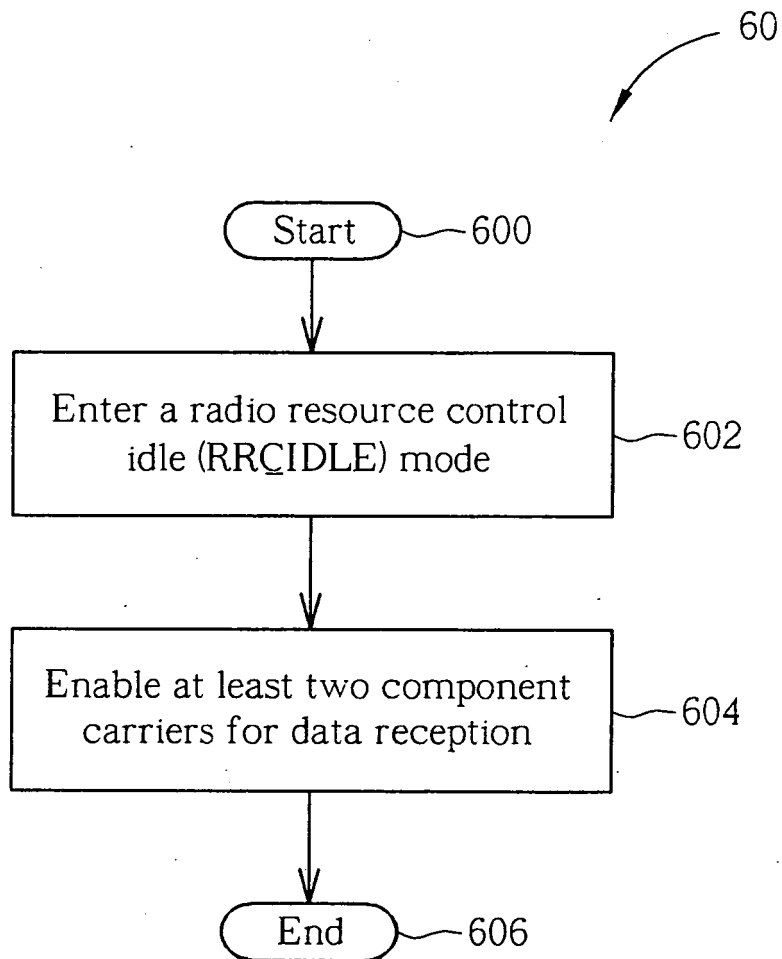 60
Start
600
Enter a radio resource control
idle (RRC_IDLE) mode
602
Enable at least two component
carriers for data reception
604
End
606